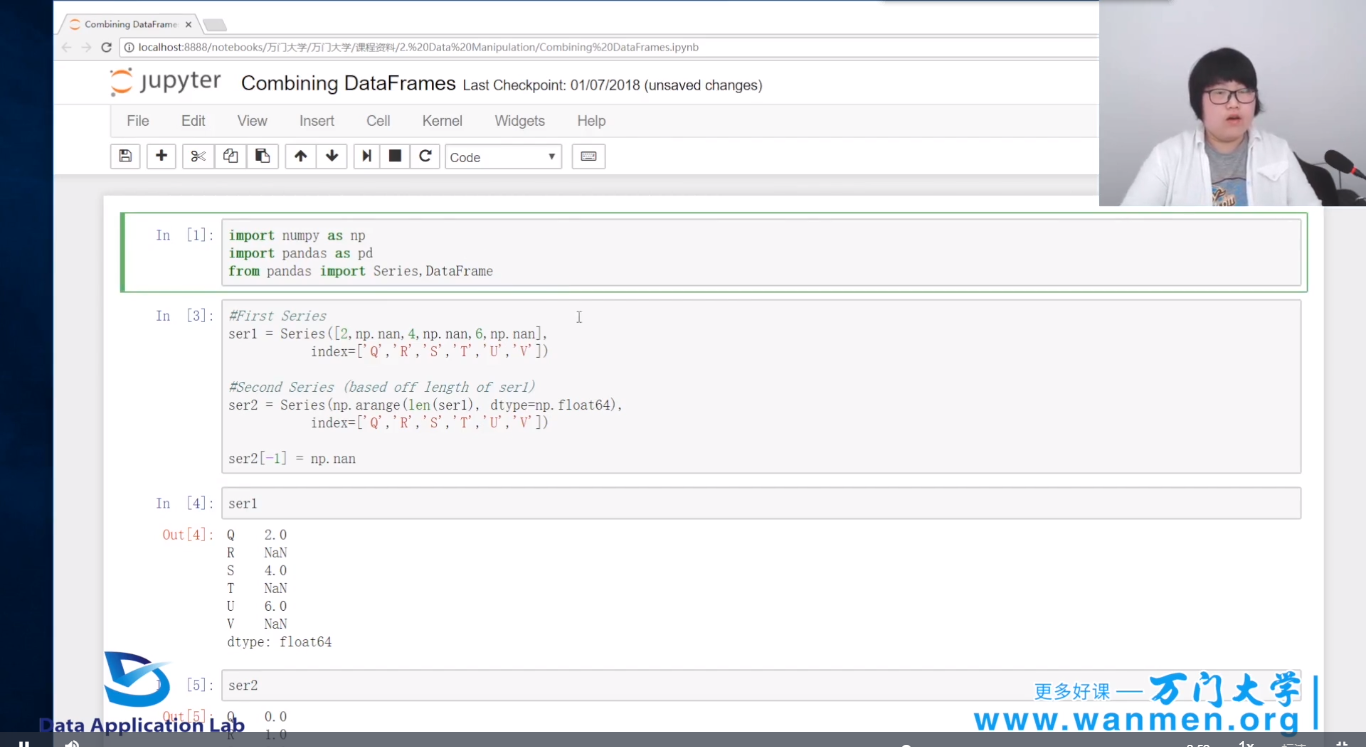 Combining DataFrame
localhost:8888/notebooks/万门大学/万门大学/课程资料/2.%20Data%20Manipulation/Combining%20DataFrames.ipynb
jupyter Combining DataFrames Last Checkpoint: 01/07/2018 (unsaved changes)
File Edit View Insert Cell Kernel Widgets Help
Code
In [1]: import numpy as np
import pandas as pd
from pandas import Series,DataFrame
In [3]: #First Series
ser1 = Series([2,np.nan,4,np.nan,6,np.nan],
index=['Q','R','S','T','U','V'])
#Second Series (based off length of ser1)
ser2 = Series(np.arange(len(ser1), dtype=np.float64),
index=['Q','R','S','T','U','V'])
ser2[-1] = np.nan
In [4]: ser1
Out[4]: Q 2.0
R NaN
S 4.0
T NaN
U 6.0
V NaN
dtype: float64
[5]: ser2
Out[5]: Q 0.0
R 1.0
Data Application Lab
更多好课 — 万门大学
www.wanmen.org